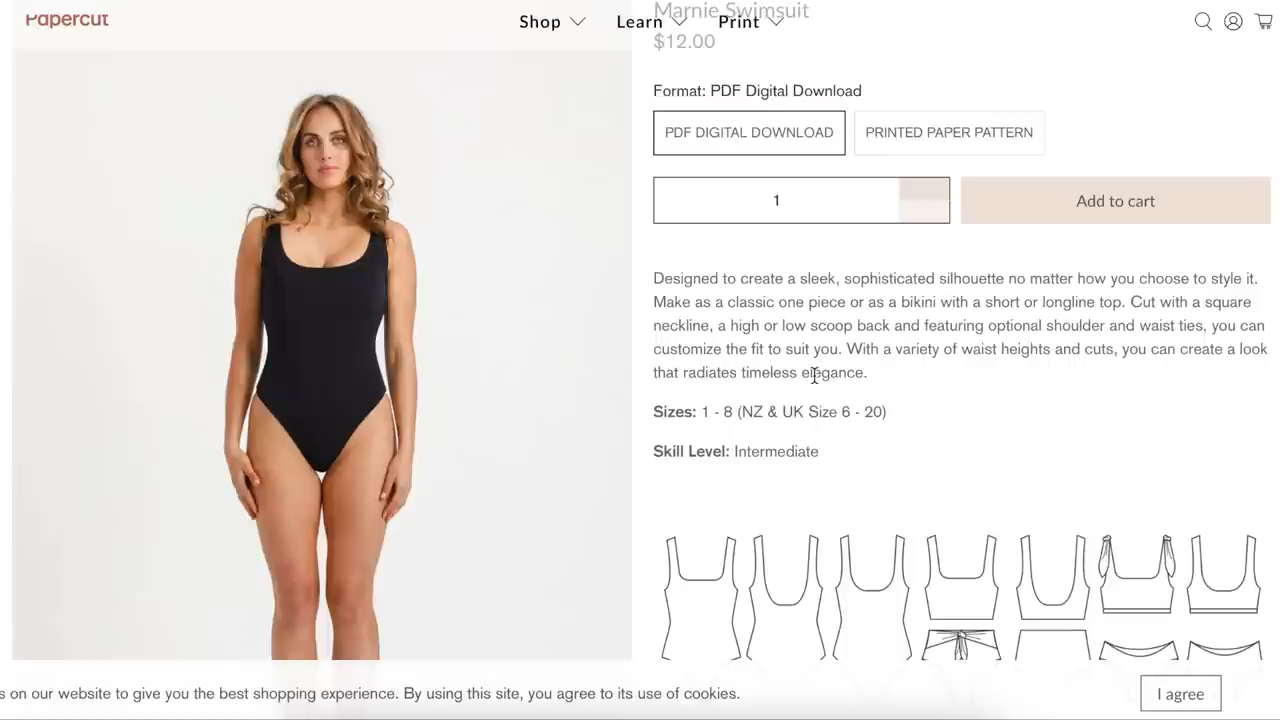 Papercut
Shop
Learn
Print
Marnie Swimsuit
$12.00
Format: PDF Digital Download
PDF DIGITAL DOWNLOAD
PRINTED PAPER PATTERN
1
Add to cart
Designed to create a sleek, sophisticated silhouette no matter how you choose to style it.
Make as a classic one piece or as a bikini with a short or longline top. Cut with a square
neckline, a high or low scoop back and featuring optional shoulder and waist ties, you can
customize the fit to suit you. With a variety of waist heights and cuts, you can create a look
that radiates timeless elegance.
Sizes: 1 - 8 (NZ & UK Size 6 - 20)
Skill Level: Intermediate
s on our website to give you the best shopping experience. By using this site, you agree to its use of cookies.
I agree